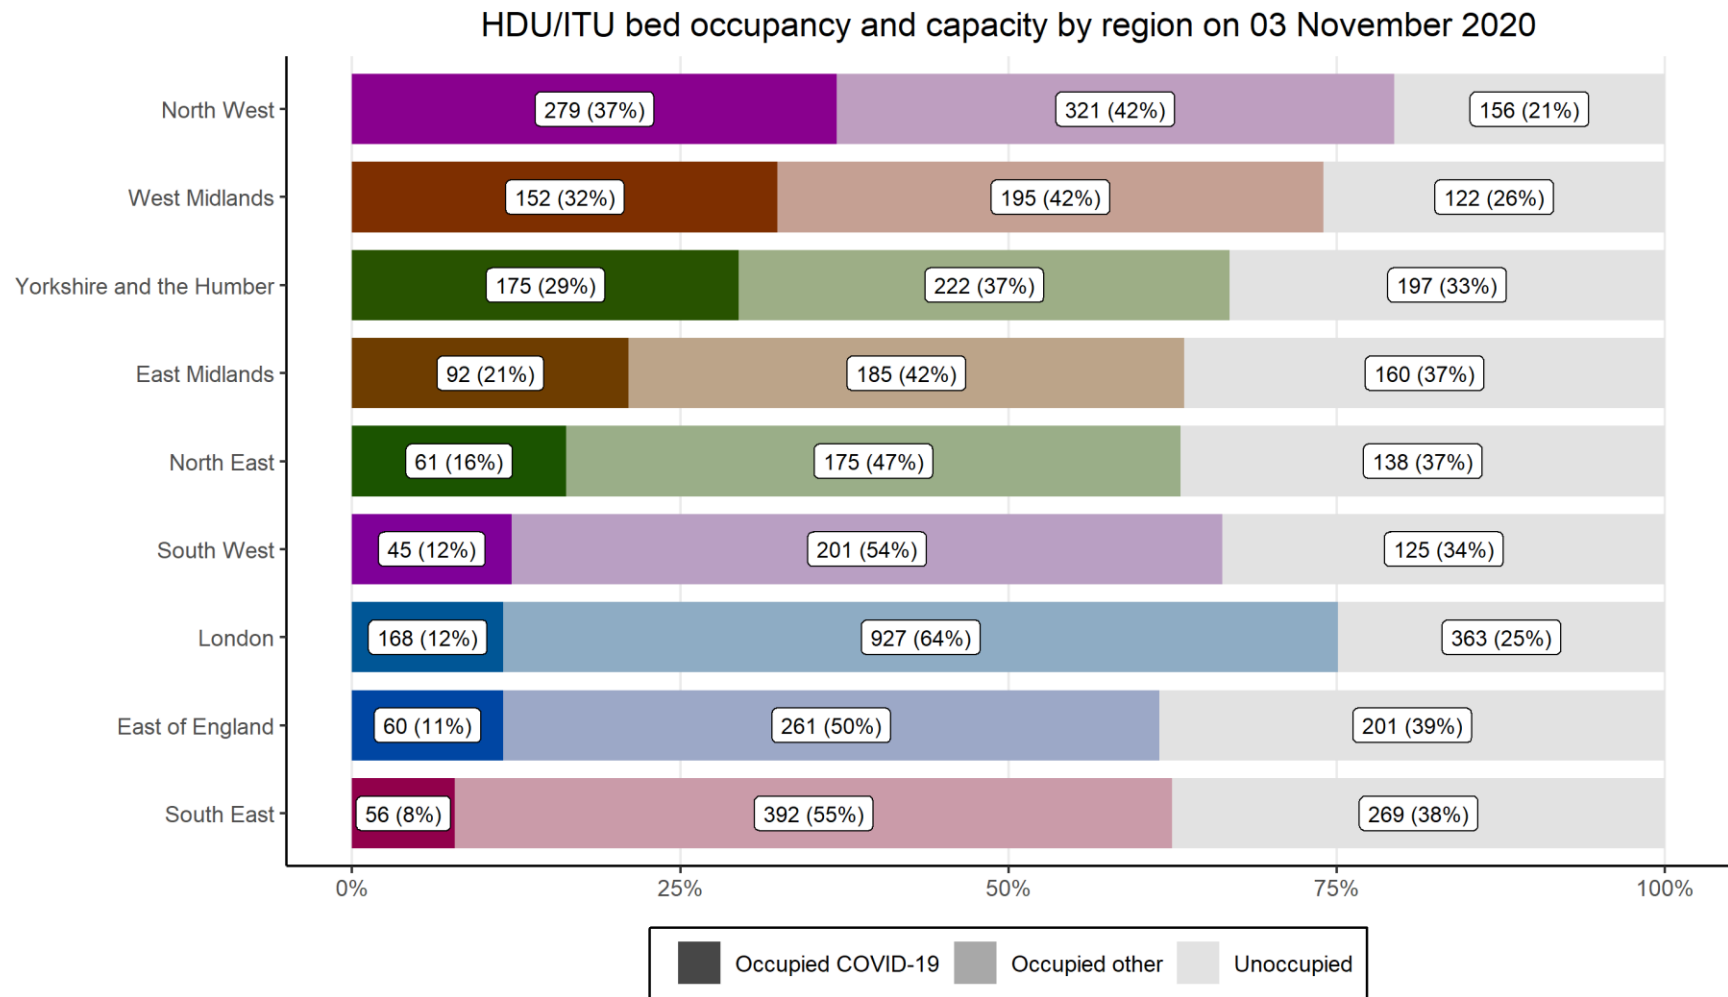 HDU/ITU bed occupancy and capacity by region on 03 November 2020
North West 279 (37%) 321 (42%) 156 (21%)
West Midlands 152 (32%) 195 (42%) 122 (26%)
Yorkshire and the Humber 175 (29%) 222 (37%) 197 (33%)
East Midlands 92 (21%) 185 (42%) 160 (37%)
North East 61 (16%) 175 (47%) 138 (37%)
South West 45 (12%) 201 (54%) 125 (34%)
London 168 (12%) 927 (64%) 363 (25%)
East of England 60 (11%) 261 (50%) 201 (39%)
South East 56 (8%) 392 (55%) 269 (38%)
0% 25% 50% 75% 100%
Occupied COVID-19 Occupied other Unoccupied